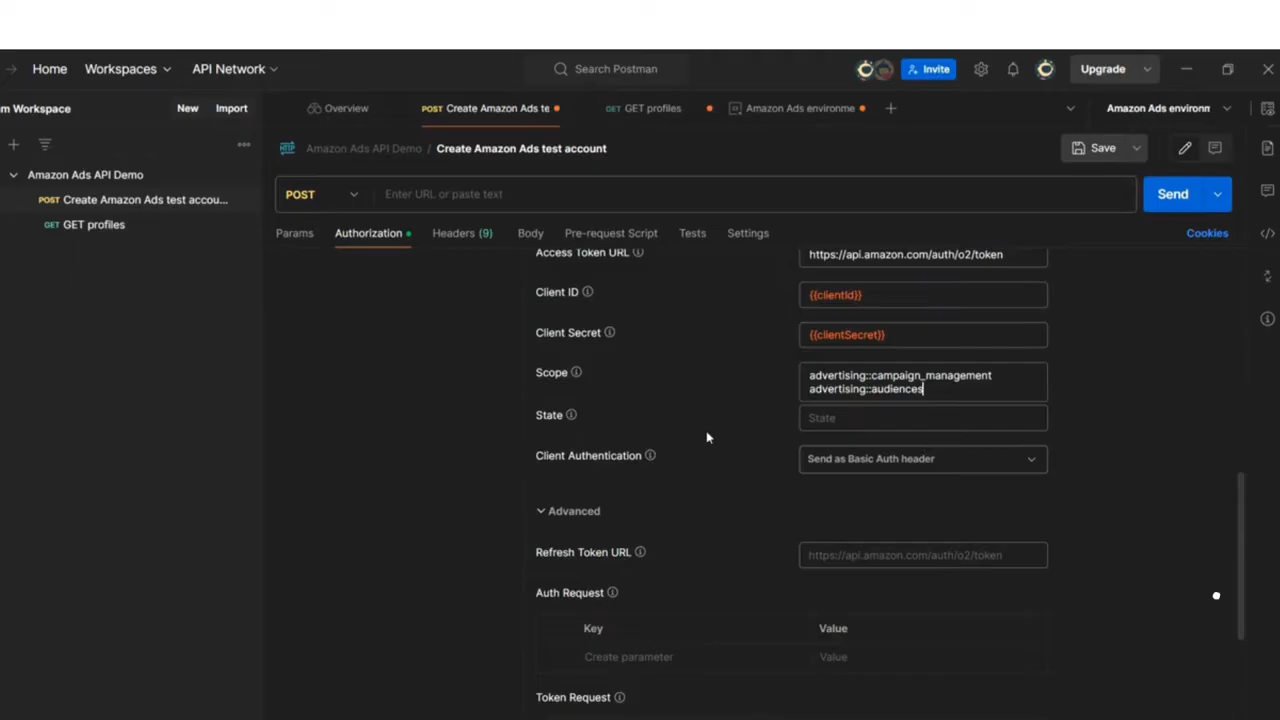 Home Workspaces API Network Search Postman Invite Upgrade
m Workspace New Import Overview POST Create Amazon Ads te GET profiles Amazon Ads environme Amazon Ads environm
Amazon Ads API Demo / Create Amazon Ads test account Save
Amazon Ads API Demo
POST Create Amazon Ads test accou...
GET GET profiles
POST Enter URL or paste text Send
Params Authorization Headers (9) Body Pre-request Script Tests Settings Cookies
Access Token URL https://api.amazon.com/auth/o2/token
Client ID {{clientId}}
Client Secret {{clientSecret}}
Scope advertising::campaign_management
advertising::audiences
State State
Client Authentication Send as Basic Auth header
Advanced
Refresh Token URL https://api.amazon.com/auth/o2/token
Auth Request
Key Value
Create parameter Value
Token Request